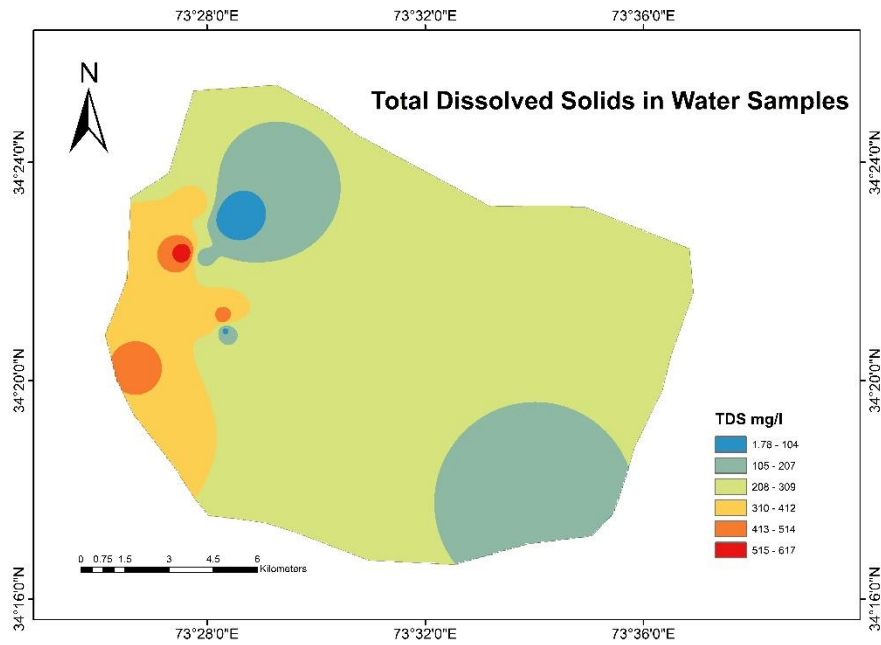 73°28'0"E 73°32'0"E 73°36'0"E
N
Total Dissolved Solids in Water Samples
34°24'0"N 34°24'0"N
34°20'0"N 34°20'0"N
TDS mg/l
1.78 - 104
105 - 207
208 - 309
310 - 412
413 - 514
515 - 617
0 0.75 1.5 3 4.5 6
Kilometers
34°16'0"N 34°16'0"N
73°28'0"E 73°32'0"E 73°36'0"E